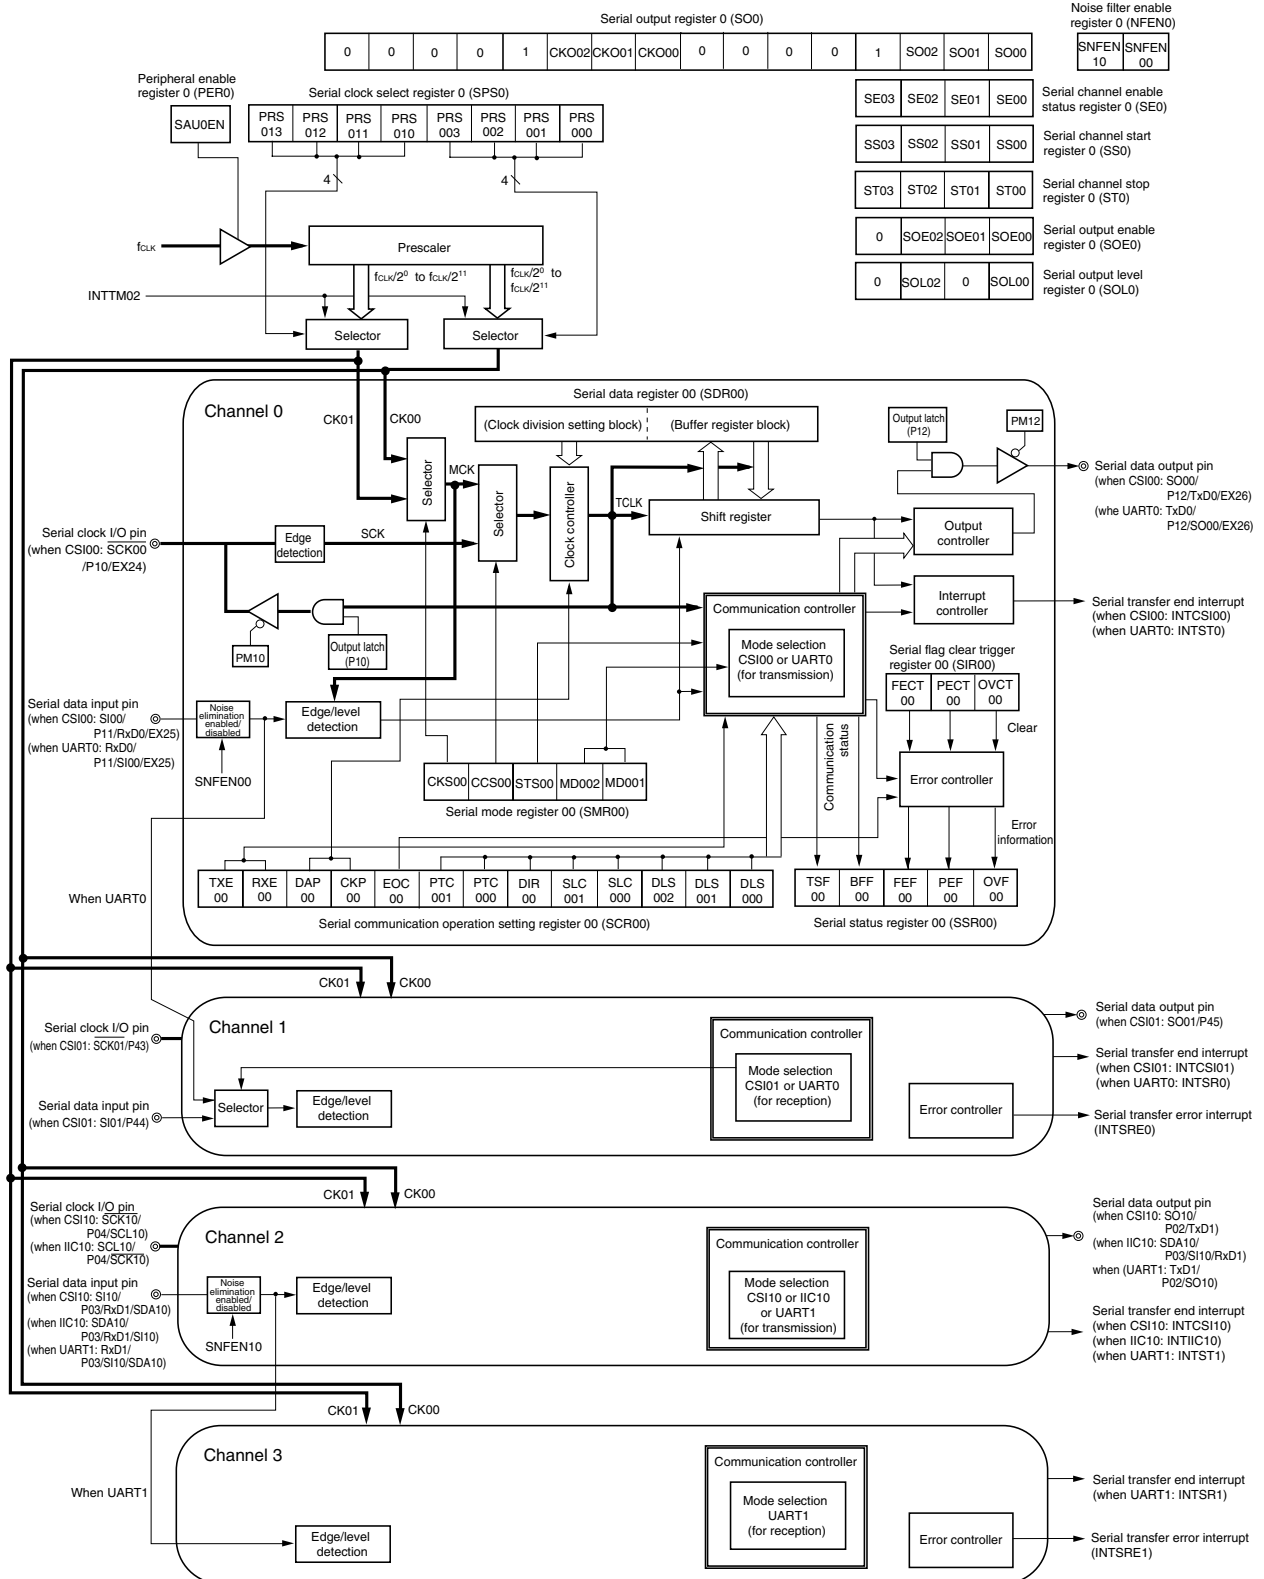 Serial output register 0 (SO0)
0 0 0 0 1 CKO02 CKO01 CKO00 0 0 0 0 1 SO02 SO01 SO00
Noise filter enable
register 0 (NFEN0)
SNFEN SNFEN
10 00
Peripheral enable
register 0 (PER0)
SAU0EN
Serial clock select register 0 (SPS0)
PRS PRS PRS PRS PRS PRS PRS PRS
013 012 011 010 003 002 001 000
4
4
SE03 SE02 SE01 SE00
Serial channel enable
status register 0 (SE0)
SS03 SS02 SS01 SS00
Serial channel start
register 0 (SS0)
ST03 ST02 ST01 ST00
Serial channel stop
register 0 (ST0)
0 SOE02 SOE01 SOE00
Serial output enable
register 0 (SOE0)
0 SOL02 0 SOL00
Serial output level
register 0 (SOL0)
fCLK
Prescaler
fCLK/2⁰ to fCLK/2¹¹
fCLK/2⁰ to
fCLK/2¹¹
INTTM02
Selector
Selector
Channel 0
CK01
CK00
Serial data register 00 (SDR00)
(Clock division setting block)
(Buffer register block)
Output latch
(P12)
PM12
Selector
MCK
Selector
Clock controller
TCLK
Shift register
Output
controller
Interrupt
controller
Serial data output pin
(when CSI00: SO00/
P12/TxD0/EX26)
(whe UART0: TxD0/
P12/SO00/EX26)
Serial clock I/O pin
(when CSI00: SCK00
/P10/EX24)
Edge
detection
SCK
PM10
Output latch
(P10)
Communication controller
Mode selection
CSI00 or UART0
(for transmission)
Serial transfer end interrupt
(when CSI00: INTCSI00)
(when UART0: INTST0)
Serial flag clear trigger
register 00 (SIR00)
FECT PECT OVCT
00 00 00
Clear
Serial data input pin
(when CSI00: SI00/
P11/RxD0/EX25)
(when UART0: RxD0/
P11/SI00/EX25)
Noise
elimination
enabled/
disabled
SNFEN00
Edge/level
detection
CKS00 CCS00 STS00 MD002 MD001
Serial mode register 00 (SMR00)
Communication
status
Error controller
Error
information
When UART0
TXE RXE DAP CKP EOC PTC PTC DIR SLC SLC DLS DLS DLS
00 00 00 00 00 001 000 00 001 000 002 001 000
Serial communication operation setting register 00 (SCR00)
TSF BFF FEF PEF OVF
00 00 00 00 00
Serial status register 00 (SSR00)
CK01
CK00
Channel 1
Serial clock I/O pin
(when CSI01: SCK01/P43)
Serial data input pin
(when CSI01: SI01/P44)
Selector
Edge/level
detection
Communication controller
Mode selection
CSI01 or UART0
(for reception)
Error controller
Serial data output pin
(when CSI01: SO01/P45)
Serial transfer end interrupt
(when CSI01: INTCSI01)
(when UART0: INTSR0)
Serial transfer error interrupt
(INTSRE0)
CK01
CK00
Channel 2
Serial clock I/O pin
(when CSI10: SCK10/
P04/SCL10)
(when IIC10: SCL10/
P04/SCK10)
Serial data input pin
(when CSI10: SI10/
P03/RxD1/SDA10)
(when IIC10: SDA10/
P03/RxD1/SI10)
(when UART1: RxD1/
P03/SI10/SDA10)
Noise
elimination
enabled/
disabled
SNFEN10
Edge/level
detection
Communication controller
Mode selection
CSI10 or IIC10
or UART1
(for transmission)
Serial data output pin
(when CSI10: SO10/
P02/TxD1)
(when IIC10: SDA10/
P03/SI10/RxD1)
when (UART1: TxD1/
P02/SO10)
Serial transfer end interrupt
(when CSI10: INTCSI10)
(when IIC10: INTIIC10)
(when UART1: INTST1)
CK01
CK00
Channel 3
When UART1
Edge/level
detection
Communication controller
Mode selection
UART1
(for reception)
Error controller
Serial transfer end interrupt
(when UART1: INTSR1)
Serial transfer error interrupt
(INTSRE1)